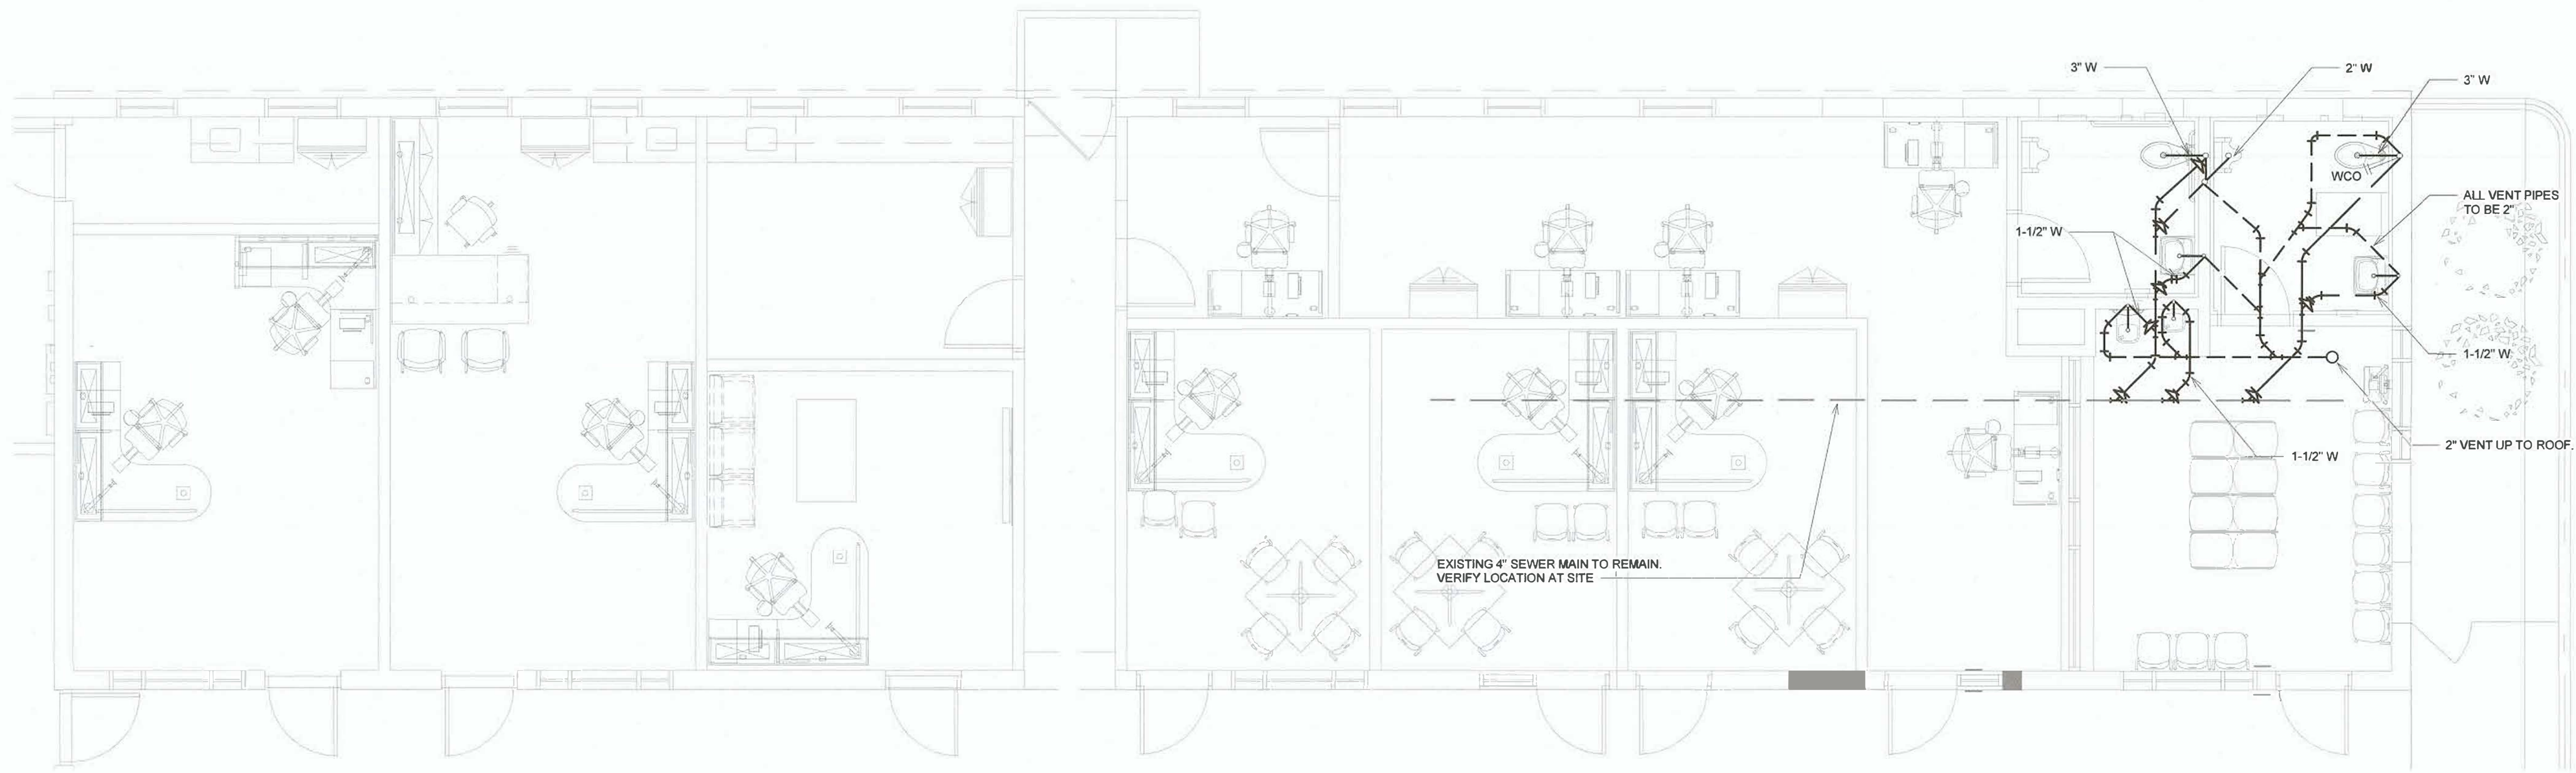 3" W
2" W
3" W
WCO
ALL VENT PIPES
TO BE 2"
1-1/2" W
1-1/2" W
2" VENT UP TO ROOF.
1-1/2" W
EXISTING 4" SEWER MAIN TO REMAIN.
VERIFY LOCATION AT SITE